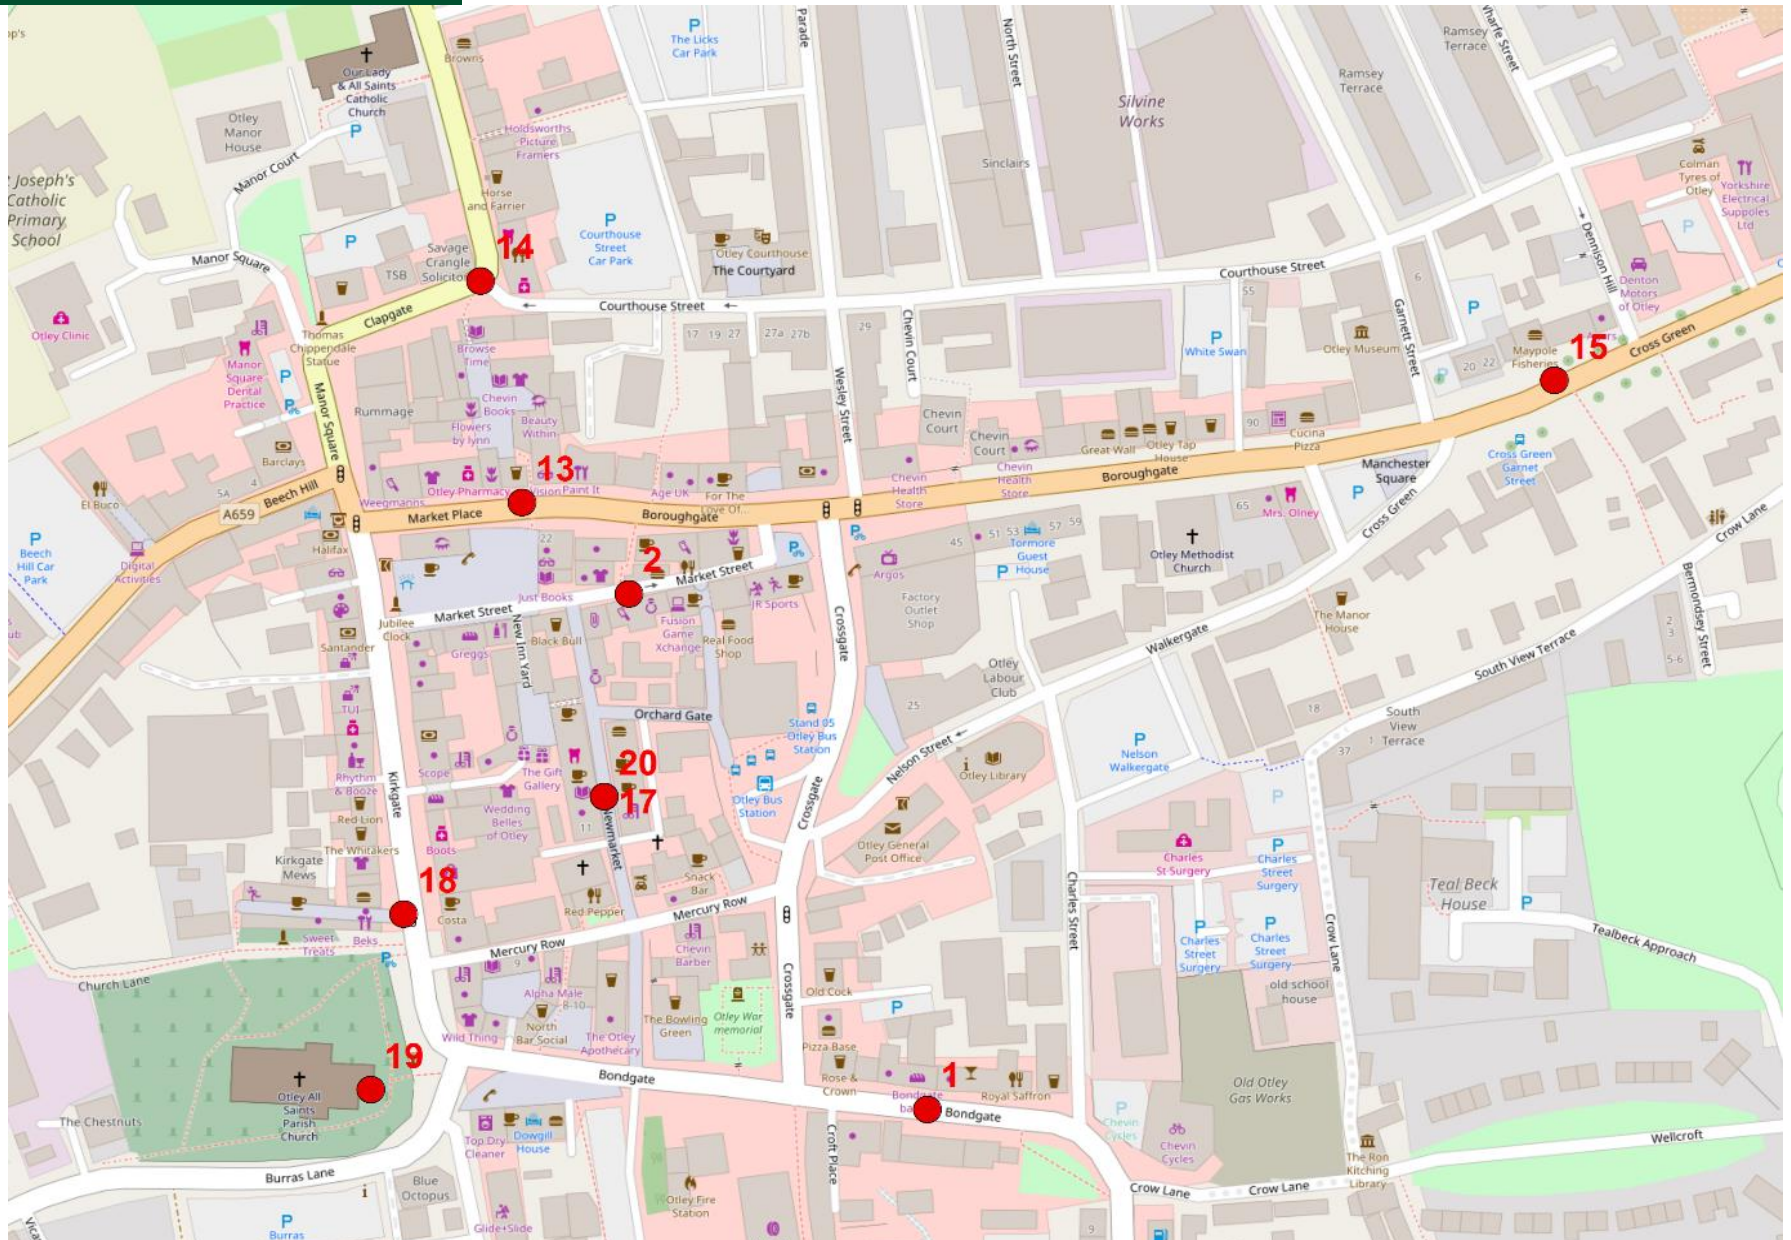 Browns
Our Lady
& All Saints
Catholic
Church
The Licks
Car Park
Parade
North Street
Silvine
Works
Ramsey
Terrace
Ramsey
Terrace
Otley
Manor
House
Manor Court
Holdsworths
Picture
Framers
Sinclairs
Colman
Tyres of
Otley
Yorkshire
Electrical
Supplies
Ltd
Joseph's
Catholic
Primary
School
Horse
and Farrier
Courthouse
Street
Car Park
Otley Courthouse
The Courtyard
Dennison Hill
Manor Square
TSB
Savage
Crangle
Solicitors
14
Courthouse Street
Courthouse Street
Denton
Motors
of Otley
Otley Clinic
Clapgate
Thomas
Chippendale
Statue
Manor
Square
Dental
Practice
Manor Square
Browse
Time
17 19 27
27a 27b
29
Chevin Court
55
6
White Swan
Otley Museum
Garnett Street
20 22
Maypole
Fisheries
15
Cross Green
Rummage
Chevin
Books
Flowers
by lynn
Beauty
Within
Wesley Street
Chevin
Court
Chevin
Court
90
Cucina
Pizza
Great Wall
Otley Tap
House
Barclays
El Buco
5A
4
Beech Hill
A659
Weegmanns
Otley Pharmacy
13
Vision
Paint It
Age UK
For The
Love Of...
Chevin
Health
Store
Chevin
Health
Store
Boroughgate
Manchester
Square
Cross Green
Garnet
Street
Market Place
Boroughgate
65
Mrs. Olney
Cross Green
Crow Lane
Beech
Hill Car
Park
Digital
Activities
Halifax
22
2
Market Street
45
51 53
57 59
Tormore
Guest
House
Otley Methodist
Church
Argos
Just Books
JR Sports
Factory
Outlet
Shop
The Manor
House
Bermondsey Street
Jubilee
Clock
Market Street
New Inn Yard
Black Bull
Fusion
Game
Xchange
Real Food
Shop
Crossgate
Walkergate
South View Terrace
2
3
5-6
Santander
Greggs
Otley
Labour
Club
TUI
Orchard Gate
Stand 05
Otley Bus
Station
25
18
South
View
Terrace
37
1
Nelson Street
Nelson
Walkergate
Scope
The Gift
Gallery
20
17
Otley Library
Kirkgate
Rhythm
& Booze
Wedding
Belles
of Otley
11
Newmarket
Otley Bus
Station
Crossgate
Red Lion
The Whitakers
Boots
Otley General
Post Office
Charles
St Surgery
Charles
Street
Surgery
Kirkgate
Mews
18
Snack
Bar
Charles Street
Teal Beck
House
Costa
Red Pepper
Mercury Row
Sweet
Treats
Beks
Mercury Row
Chevin
Barber
Charles
Street
Surgery
Charles
Street
Surgery
Crow Lane
Tealbeck Approach
Church Lane
9
Alpha Male
8-10
Crossgate
Old Cock
old school
house
Wild Thing
North
Bar Social
The Otley
Apothecary
The Bowling
Green
Otley War
memorial
Pizza Base
19
Bondgate
Rose &
Crown
1
Royal Saffron
Bondgate
Old Otley
Gas Works
Otley All
Saints
Parish
Church
The Chestnuts
Top Dry
Cleaner
Dowgill
House
Croft Place
Chevin
Cycles
Chevin
Cycles
The Ron
Kitching
Library
Wellcroft
Burras Lane
Blue
Octopus
Otley Fire
Station
Crow Lane
Crow Lane
Burras
Glide+Slide
9